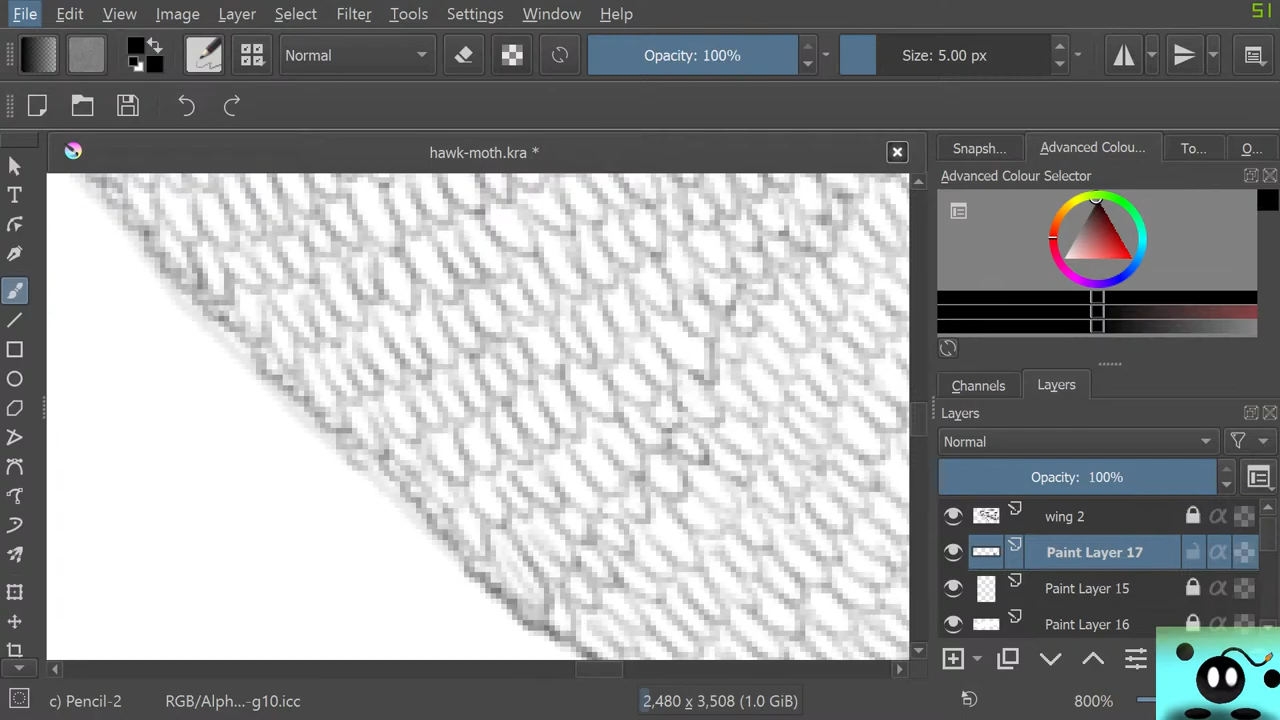 File Edit View Image Layer Select Filter Tools Settings Window Help
51
Normal
Opacity: 100%
Size: 5.00 px
hawk-moth.kra *
Snapsh... Advanced Colou... To... O...
Advanced Colour Selector
Channels Layers
Layers
Normal
Opacity: 100%
wing 2
Paint Layer 17
Paint Layer 15
Paint Layer 16
c) Pencil-2 RGB/Alph...-g10.icc 2,480 x 3,508 (1.0 GiB) 800%